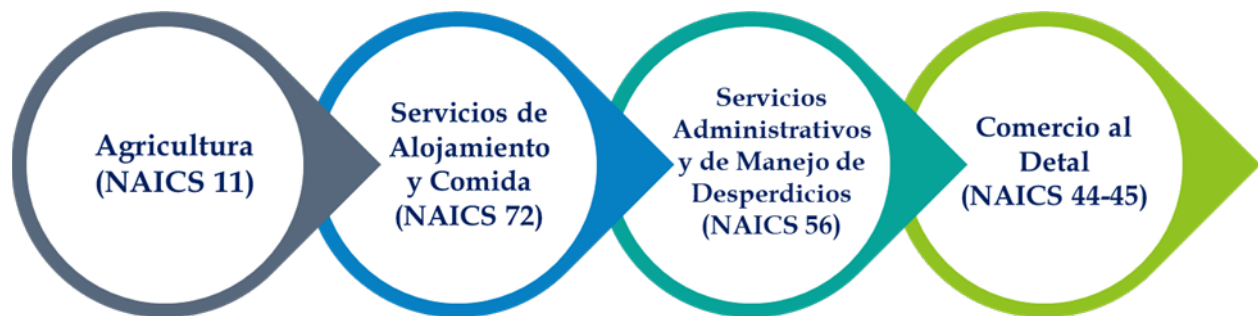 Agricultura
(NAICS 11)
Servicios de
Alojamiento
y Comida
(NAICS 72)
Servicios
Administrativos
y de Manejo de
Desperdicios
(NAICS 56)
Comercio al
Detal
(NAICS 44-45)